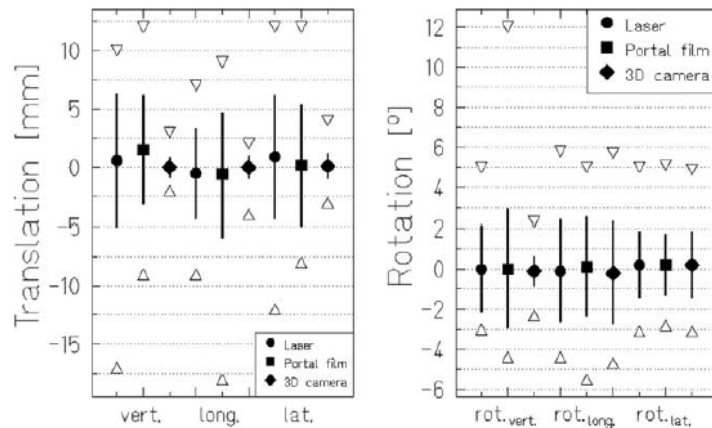 Translation [mm]
10
5
0
-5
-10
-15
Laser
Portal film
3D camera
vert. long. lat.
Rotation [º]
12
10
8
6
4
2
0
-2
-4
-6
Laser
Portal film
3D camera
rot.vert. rot.long. rot.lat.